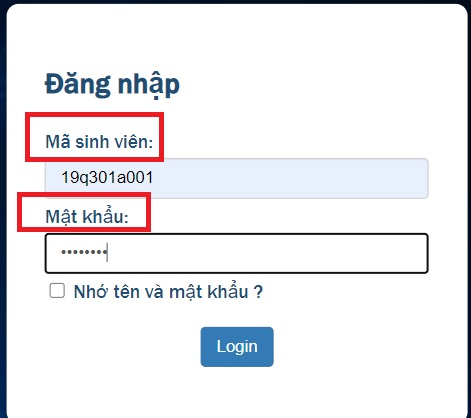 Đăng nhập
Mã sinh viên:
19q301a001
Mật khẩu:
••••••••
Nhớ tên và mật khẩu ?
Login